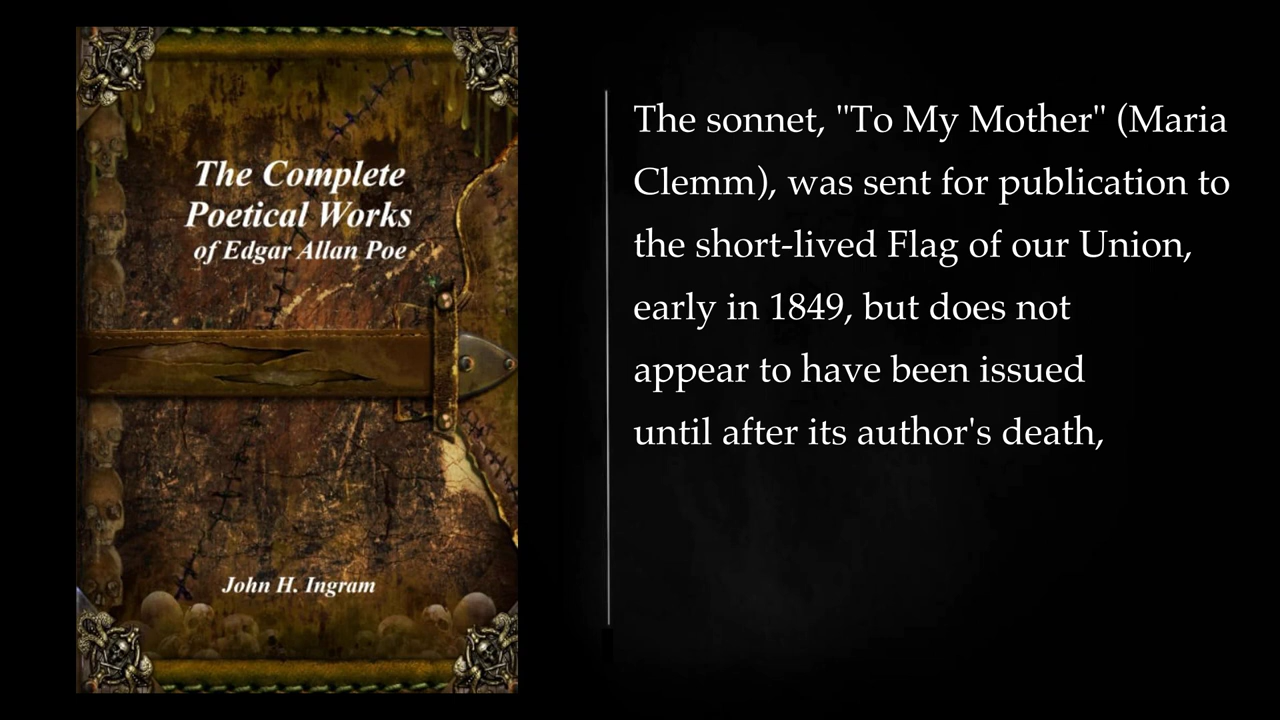 The Complete
Poetical Works
of Edgar Allan Poe
John H. Ingram
The sonnet, "To My Mother" (Maria
Clemm), was sent for publication to
the short-lived Flag of our Union,
early in 1849, but does not
appear to have been issued
until after its author's death,